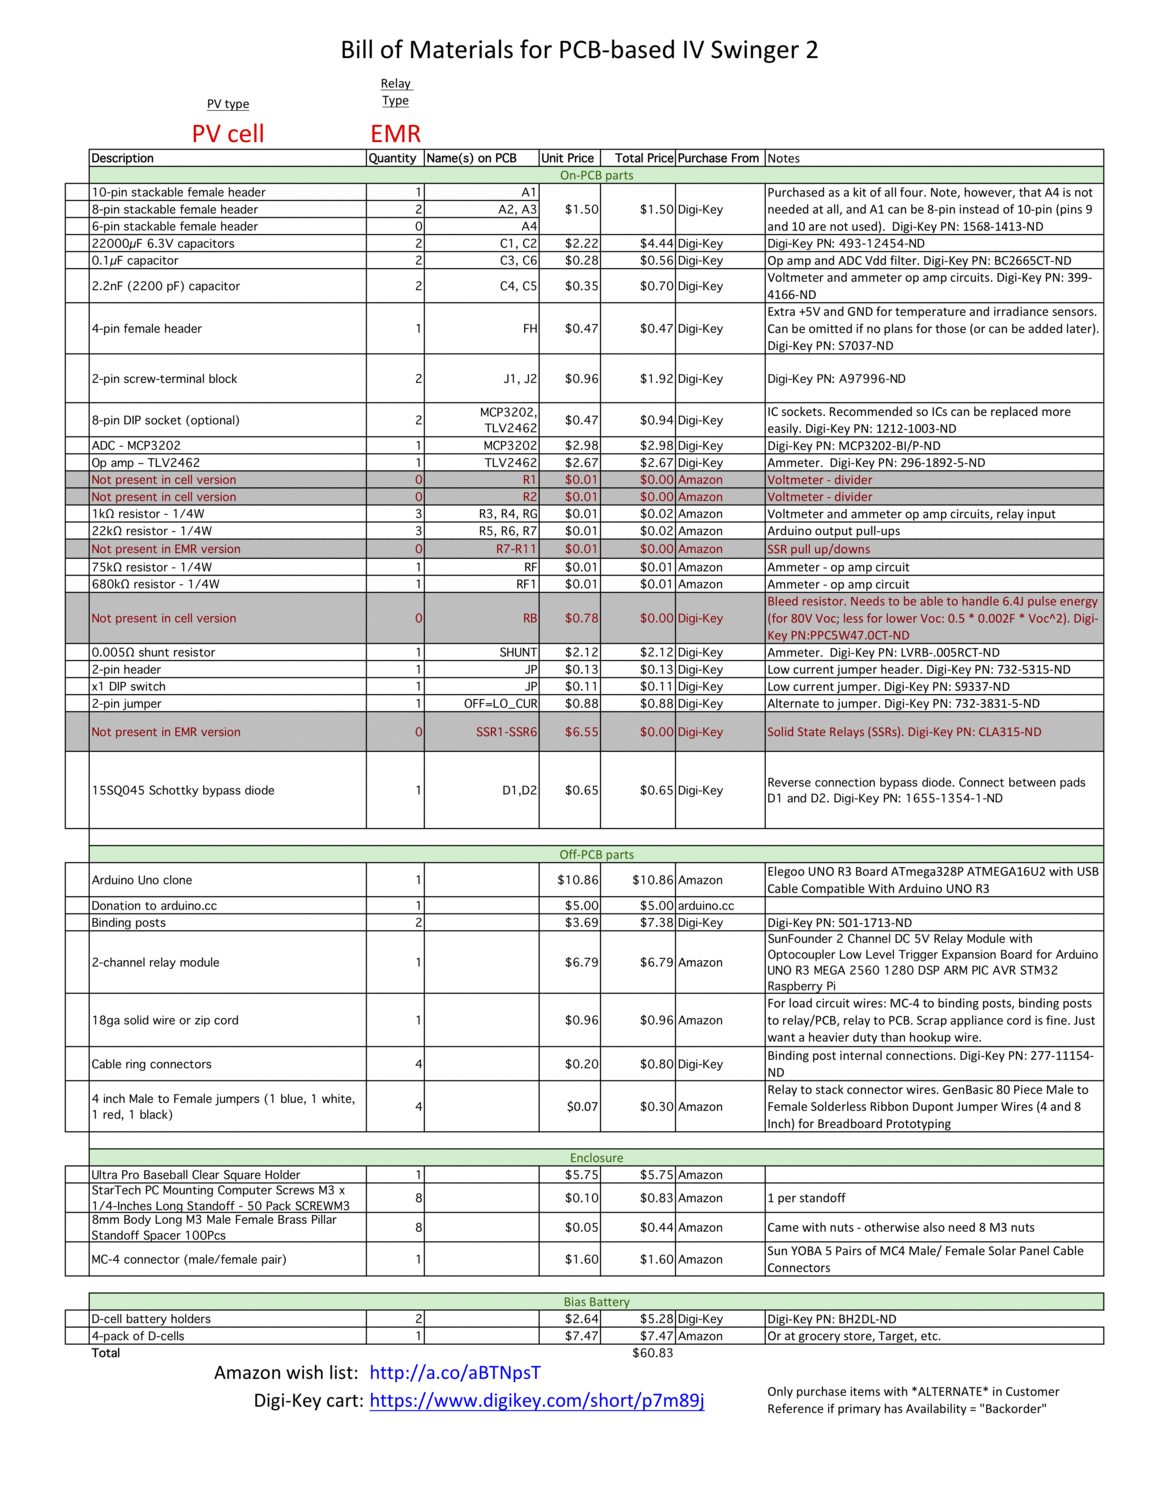 Bill of Materials for PCB-based IV Swinger 2
PV type
Relay
Type
PV cell EMR
Description Quantity Name(s) on PCB Unit Price Total Price Purchase From Notes
On-PCB parts
10-pin stackable female header 1 A1
8-pin stackable female header 2 A2, A3
6-pin stackable female header 0 A4
$1.50 $1.50 Digi-Key
Purchased as a kit of all four. Note, however, that A4 is not
needed at all, and A1 can be 8-pin instead of 10-pin (pins 9
and 10 are not used). Digi-Key PN: 1568-1413-ND
22000µF 6.3V capacitors 2 C1, C2 $2.22 $4.44 Digi-Key Digi-Key PN: 493-12454-ND
0.1µF capacitor 2 C3, C6 $0.28 $0.56 Digi-Key Op amp and ADC Vdd filter. Digi-Key PN: BC2665CT-ND
2.2nF (2200 pF) capacitor 2 C4, C5 $0.35 $0.70 Digi-Key
Voltmeter and ammeter op amp circuits. Digi-Key PN: 399-
4166-ND
4-pin female header 1 FH $0.47 $0.47 Digi-Key
Extra +5V and GND for temperature and irradiance sensors.
Can be omitted if no plans for those (or can be added later).
Digi-Key PN: S7037-ND
2-pin screw-terminal block 2 J1, J2 $0.96 $1.92 Digi-Key Digi-Key PN: A97996-ND
8-pin DIP socket (optional) 2
MCP3202,
TLV2462
$0.47 $0.94 Digi-Key
IC sockets. Recommended so ICs can be replaced more
easily. Digi-Key PN: 1212-1003-ND
ADC - MCP3202 1 MCP3202 $2.98 $2.98 Digi-Key Digi-Key PN: MCP3202-BI/P-ND
Op amp – TLV2462 1 TLV2462 $2.67 $2.67 Digi-Key Ammeter. Digi-Key PN: 296-1892-5-ND
Not present in cell version 0 R1 $0.01 $0.00 Amazon Voltmeter - divider
Not present in cell version 0 R2 $0.01 $0.00 Amazon Voltmeter - divider
1kΩ resistor - 1/4W 3 R3, R4, RG $0.01 $0.02 Amazon Voltmeter and ammeter op amp circuits, relay input
22kΩ resistor - 1/4W 3 R5, R6, R7 $0.01 $0.02 Amazon Arduino output pull-ups
Not present in EMR version 0 R7-R11 $0.01 $0.00 Amazon SSR pull up/downs
75kΩ resistor - 1/4W 1 RF $0.01 $0.01 Amazon Ammeter - op amp circuit
680kΩ resistor - 1/4W 1 RF1 $0.01 $0.01 Amazon Ammeter - op amp circuit
Not present in cell version 0 RB $0.78 $0.00 Digi-Key
Bleed resistor. Needs to be able to handle 6.4J pulse energy
(for 80V Voc; less for lower Voc: 0.5 * 0.002F * Voc^2). Digi-
Key PN:PPC5W47.0CT-ND
0.005Ω shunt resistor 1 SHUNT $2.12 $2.12 Digi-Key Ammeter. Digi-Key PN: LVRB-.005RCT-ND
2-pin header 1 JP $0.13 $0.13 Digi-Key Low current jumper header. Digi-Key PN: 732-5315-ND
x1 DIP switch 1 JP $0.11 $0.11 Digi-Key Low current jumper. Digi-Key PN: S9337-ND
2-pin jumper 1 OFF=LO_CUR $0.88 $0.88 Digi-Key Alternate to jumper. Digi-Key PN: 732-3831-5-ND
Not present in EMR version 0 SSR1-SSR6 $6.55 $0.00 Digi-Key Solid State Relays (SSRs). Digi-Key PN: CLA315-ND
15SQ045 Schottky bypass diode 1 D1,D2 $0.65 $0.65 Digi-Key
Reverse connection bypass diode. Connect between pads
D1 and D2. Digi-Key PN: 1655-1354-1-ND
Off-PCB parts
Arduino Uno clone 1 $10.86 $10.86 Amazon
Elegoo UNO R3 Board ATmega328P ATMEGA16U2 with USB
Cable Compatible With Arduino UNO R3
Donation to arduino.cc 1 $5.00 $5.00 arduino.cc
Binding posts 2 $3.69 $7.38 Digi-Key Digi-Key PN: 501-1713-ND
2-channel relay module 1 $6.79 $6.79 Amazon
SunFounder 2 Channel DC 5V Relay Module with
Optocoupler Low Level Trigger Expansion Board for Arduino
UNO R3 MEGA 2560 1280 DSP ARM PIC AVR STM32
Raspberry Pi
18ga solid wire or zip cord 1 $0.96 $0.96 Amazon
For load circuit wires: MC-4 to binding posts, binding posts
to relay/PCB, relay to PCB. Scrap appliance cord is fine. Just
want a heavier duty than hookup wire.
Cable ring connectors 4 $0.20 $0.80 Digi-Key
Binding post internal connections. Digi-Key PN: 277-11154-
ND
4 inch Male to Female jumpers (1 blue, 1 white,
1 red, 1 black)
4 $0.07 $0.30 Amazon
Relay to stack connector wires. GenBasic 80 Piece Male to
Female Solderless Ribbon Dupont Jumper Wires (4 and 8
Inch) for Breadboard Prototyping
Enclosure
Ultra Pro Baseball Clear Square Holder 1 $5.75 $5.75 Amazon
StarTech PC Mounting Computer Screws M3 x
1/4-Inches Long Standoff - 50 Pack SCREWM3
8 $0.10 $0.83 Amazon 1 per standoff
8mm Body Long M3 Male Female Brass Pillar
Standoff Spacer 100Pcs
8 $0.05 $0.44 Amazon Came with nuts - otherwise also need 8 M3 nuts
MC-4 connector (male/female pair) 1 $1.60 $1.60 Amazon
Sun YOBA 5 Pairs of MC4 Male/ Female Solar Panel Cable
Connectors
Bias Battery
D-cell battery holders 2 $2.64 $5.28 Digi-Key Digi-Key PN: BH2DL-ND
4-pack of D-cells 1 $7.47 $7.47 Amazon Or at grocery store, Target, etc.
Total $60.83
Amazon wish list: http://a.co/aBTNpsT
Digi-Key cart: https://www.digikey.com/short/p7m89j
Only purchase items with *ALTERNATE* in Customer
Reference if primary has Availability = "Backorder"